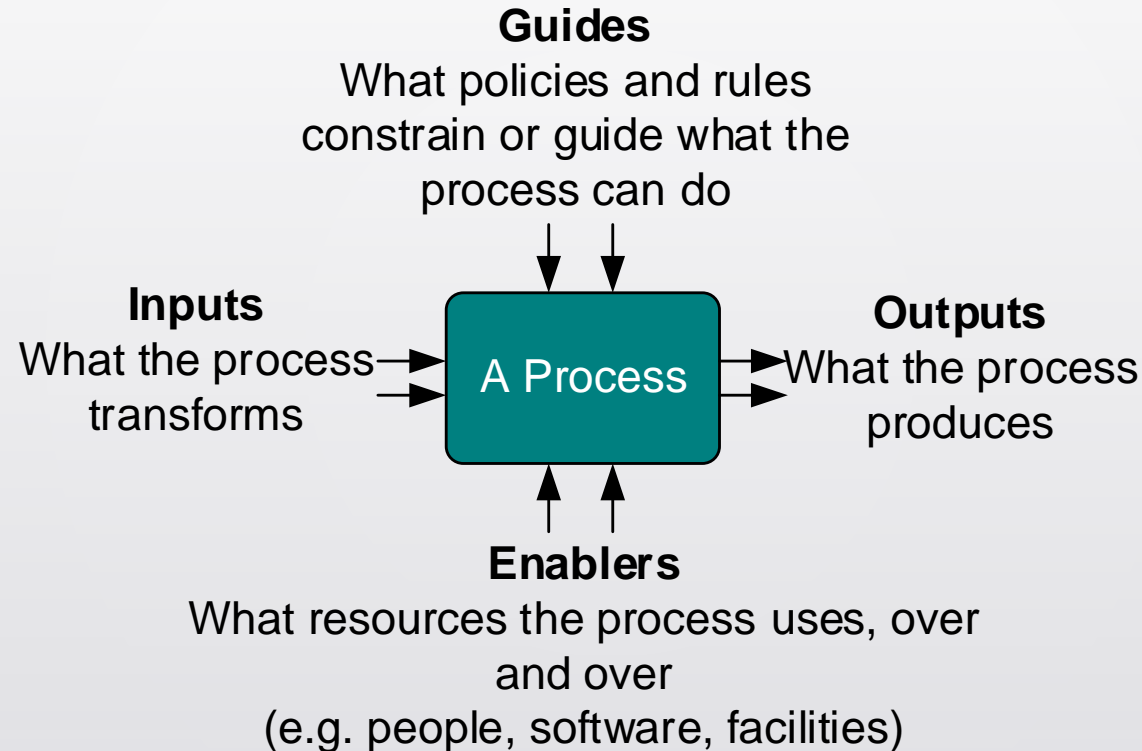 Guides
What policies and rules
constrain or guide what the
process can do
Inputs
What the process
transforms
A Process
Outputs
What the process
produces
Enablers
What resources the process uses, over
and over
(e.g. people, software, facilities)